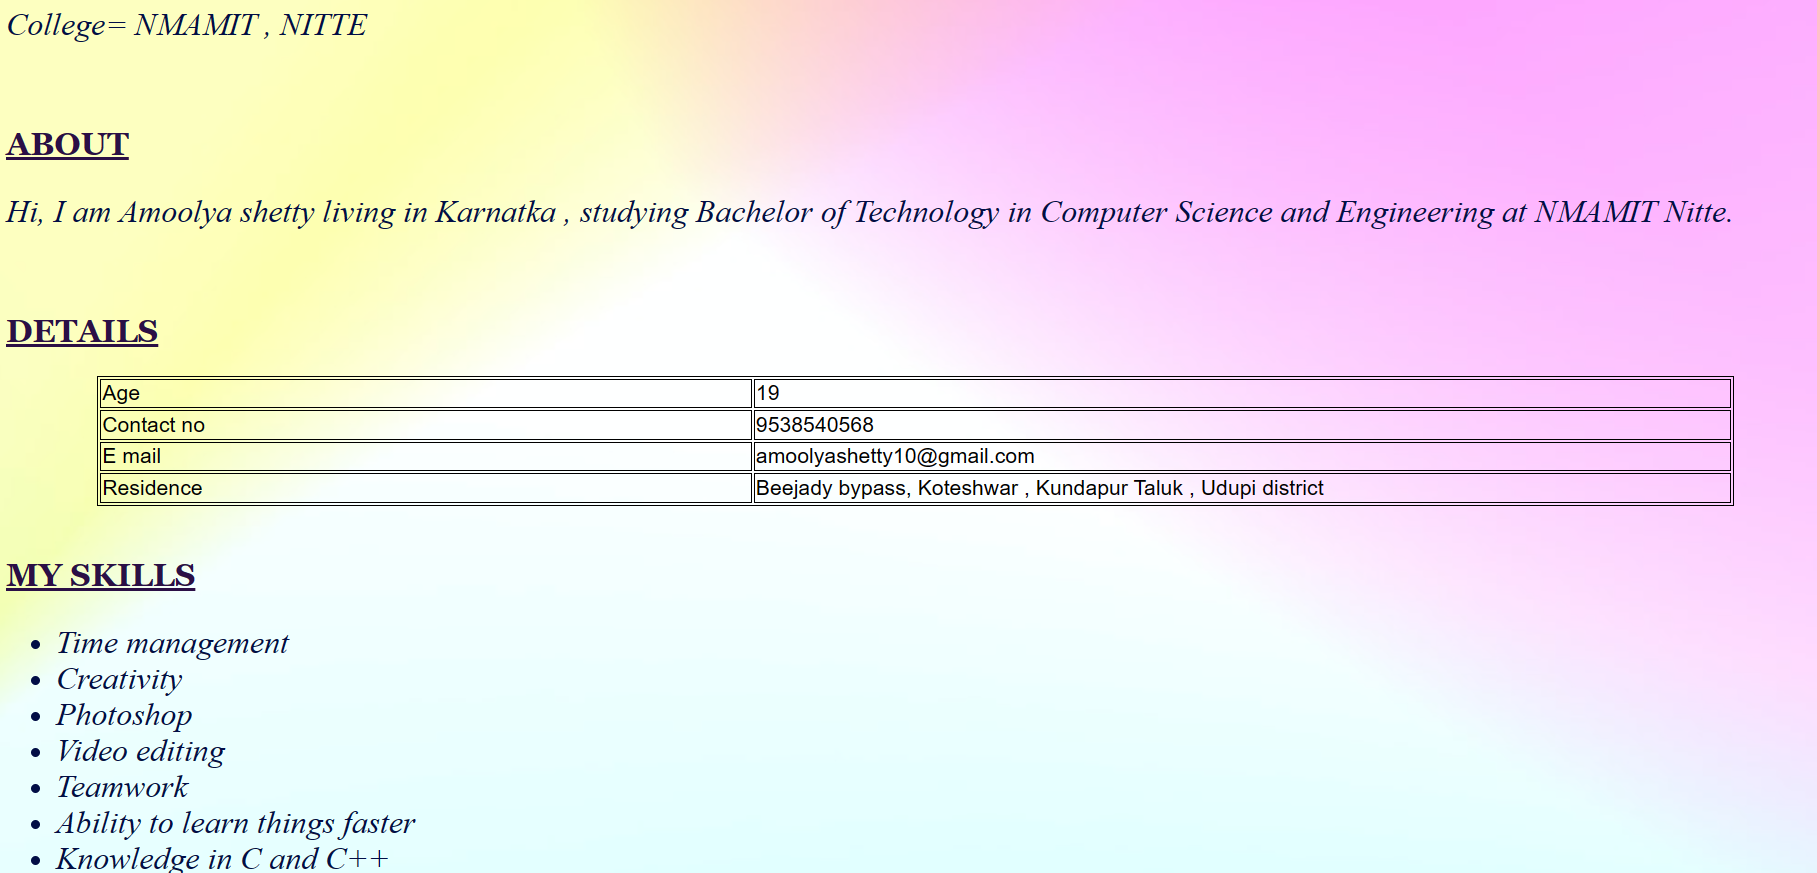 College= NMAMIT , NITTE
ABOUT
Hi, I am Amoolya shetty living in Karnatka , studying Bachelor of Technology in Computer Science and Engineering at NMAMIT Nitte.
DETAILS
Age 19
Contact no 9538540568
E mail amoolyashetty10@gmail.com
Residence Beejady bypass, Koteshwar , Kundapur Taluk , Udupi district
MY SKILLS
• Time management
• Creativity
• Photoshop
• Video editing
• Teamwork
• Ability to learn things faster
• Knowledge in C and C++